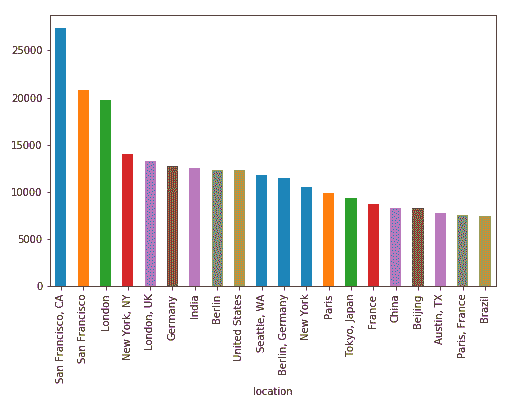 25000
20000
15000
10000
5000
0
San Francisco, CA
San Francisco
London
New York, NY
London, UK
Germany
India
Berlin
United States
Seattle, WA
Berlin, Germany
New York
Paris
Tokyo, Japan
France
China
Beijing
Austin, TX
Paris, France
Brazil
location